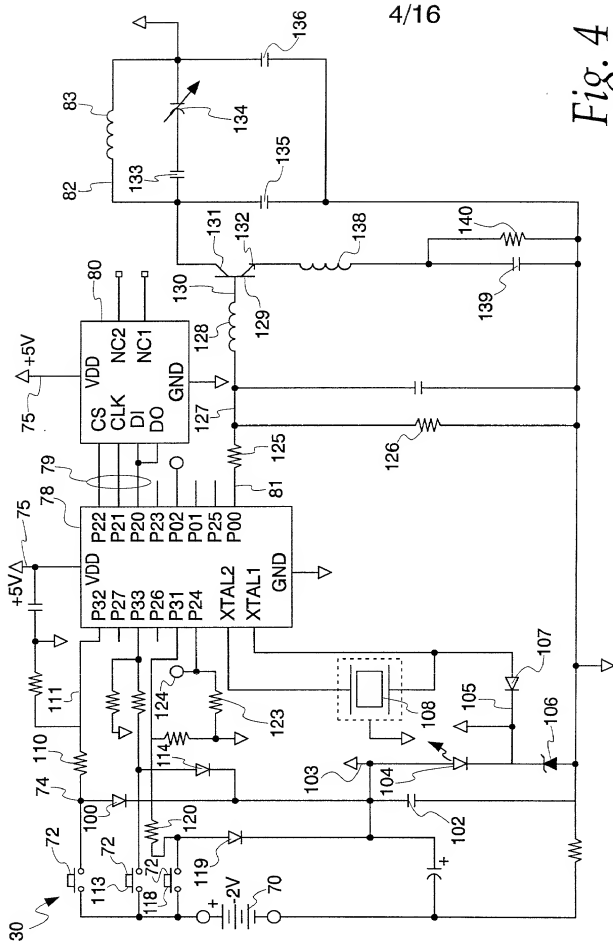 4/16
Fig. 4
30
72
74
110
111
+5V
75
78
79
75
+5V
80
82
83
VDD
P32
P27
P33
P26
P31
P24
XTAL2
XTAL1
GND
P22
P21
P20
P23
P02
P01
P25
P00
CS
CLK
DI
DO
VDD
NC2
NC1
GND
81
125
126
127
128
129
130
131
132
133
134
135
136
138
139
140
72
113
72
118
100
114
124
123
120
119
103
104
102
105
106
107
108
+
-2V
70
+